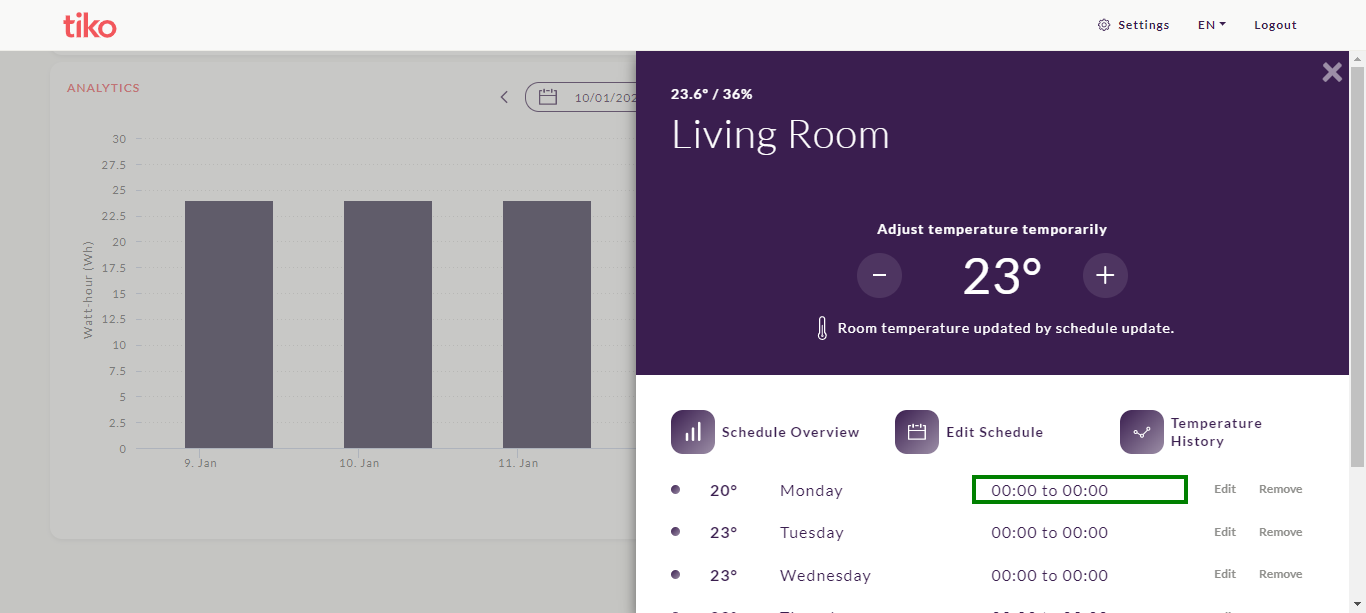 tiko
Settings EN Logout
ANALYTICS
10/01/202
30
27.5
25
22.5
20
17.5
15
12.5
10
7.5
5
2.5
0
Watt-hour (Wh)
9. Jan 10. Jan 11. Jan
23.6° / 36%
Living Room
Adjust temperature temporarily
− 23° +
Room temperature updated by schedule update.
Schedule Overview
Edit Schedule
Temperature
History
20° Monday 00:00 to 00:00 Edit Remove
23° Tuesday 00:00 to 00:00 Edit Remove
23° Wednesday 00:00 to 00:00 Edit Remove